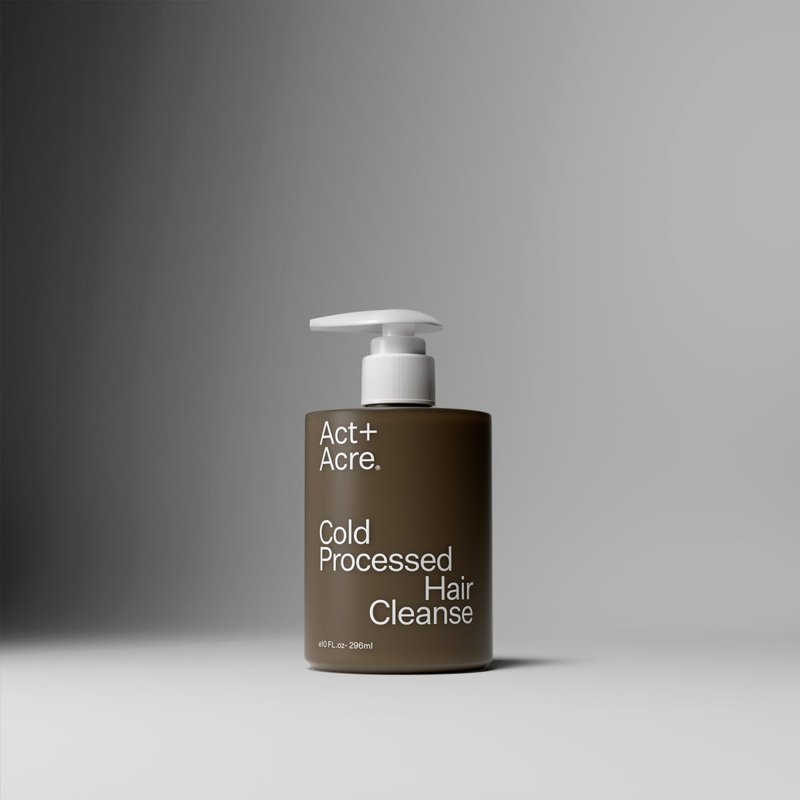 Act+
Acre®
Cold
Processed
Hair
Cleanse
e10 FL.oz- 296ml